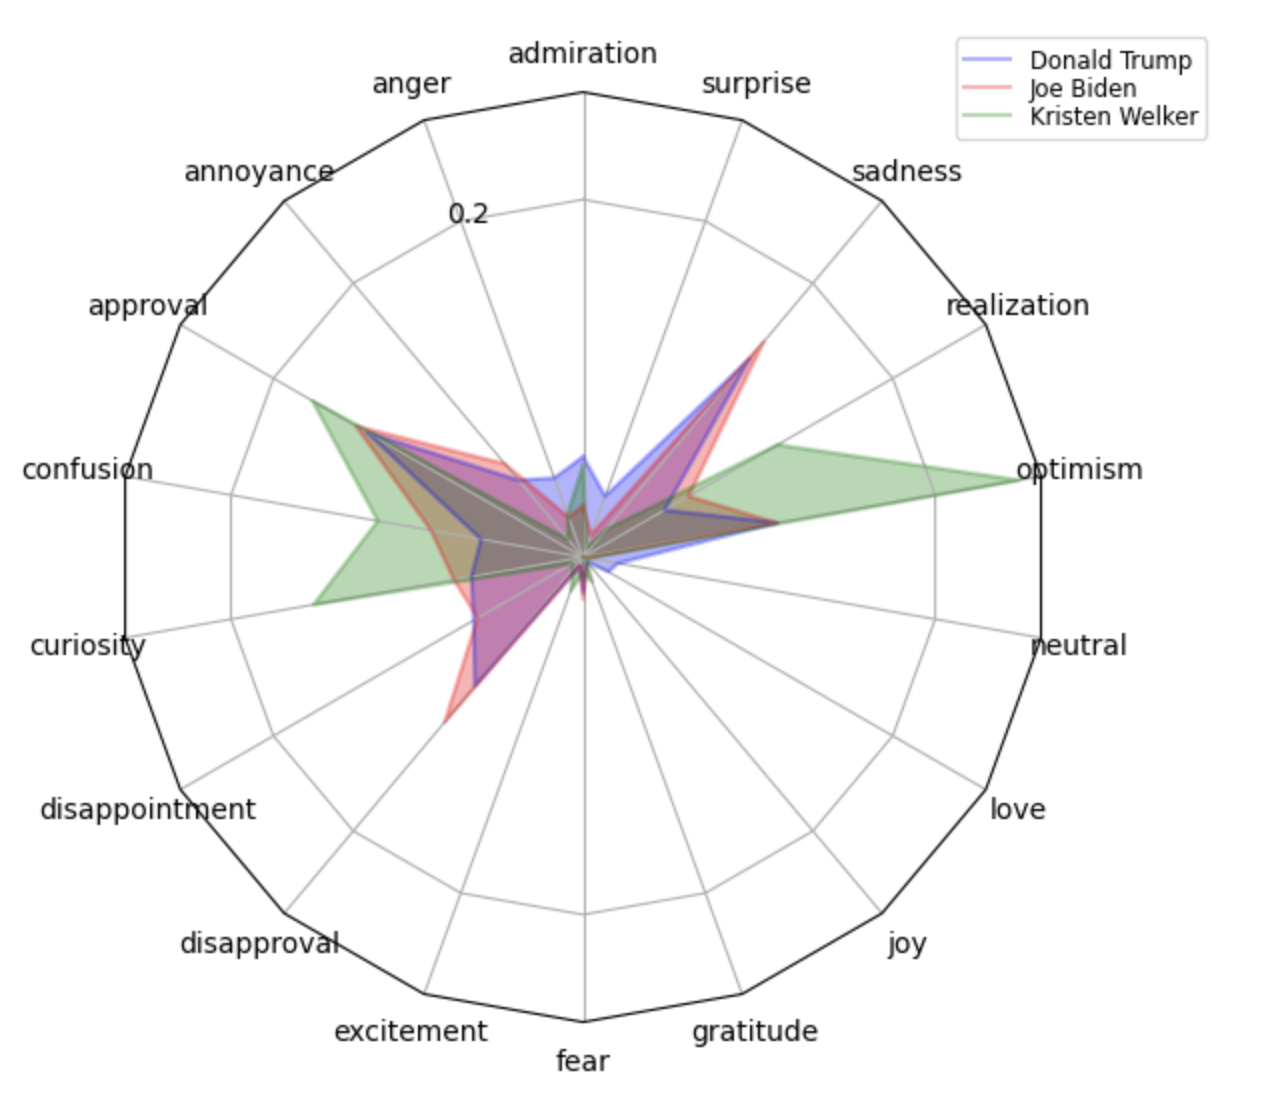 admiration
surprise
anger
annoyance
sadness
approval
realization
confusion
optimism
curiosity
neutral
disappointment
love
disapproval
joy
excitement
gratitude
fear
0.2
Donald Trump
Joe Biden
Kristen Welker